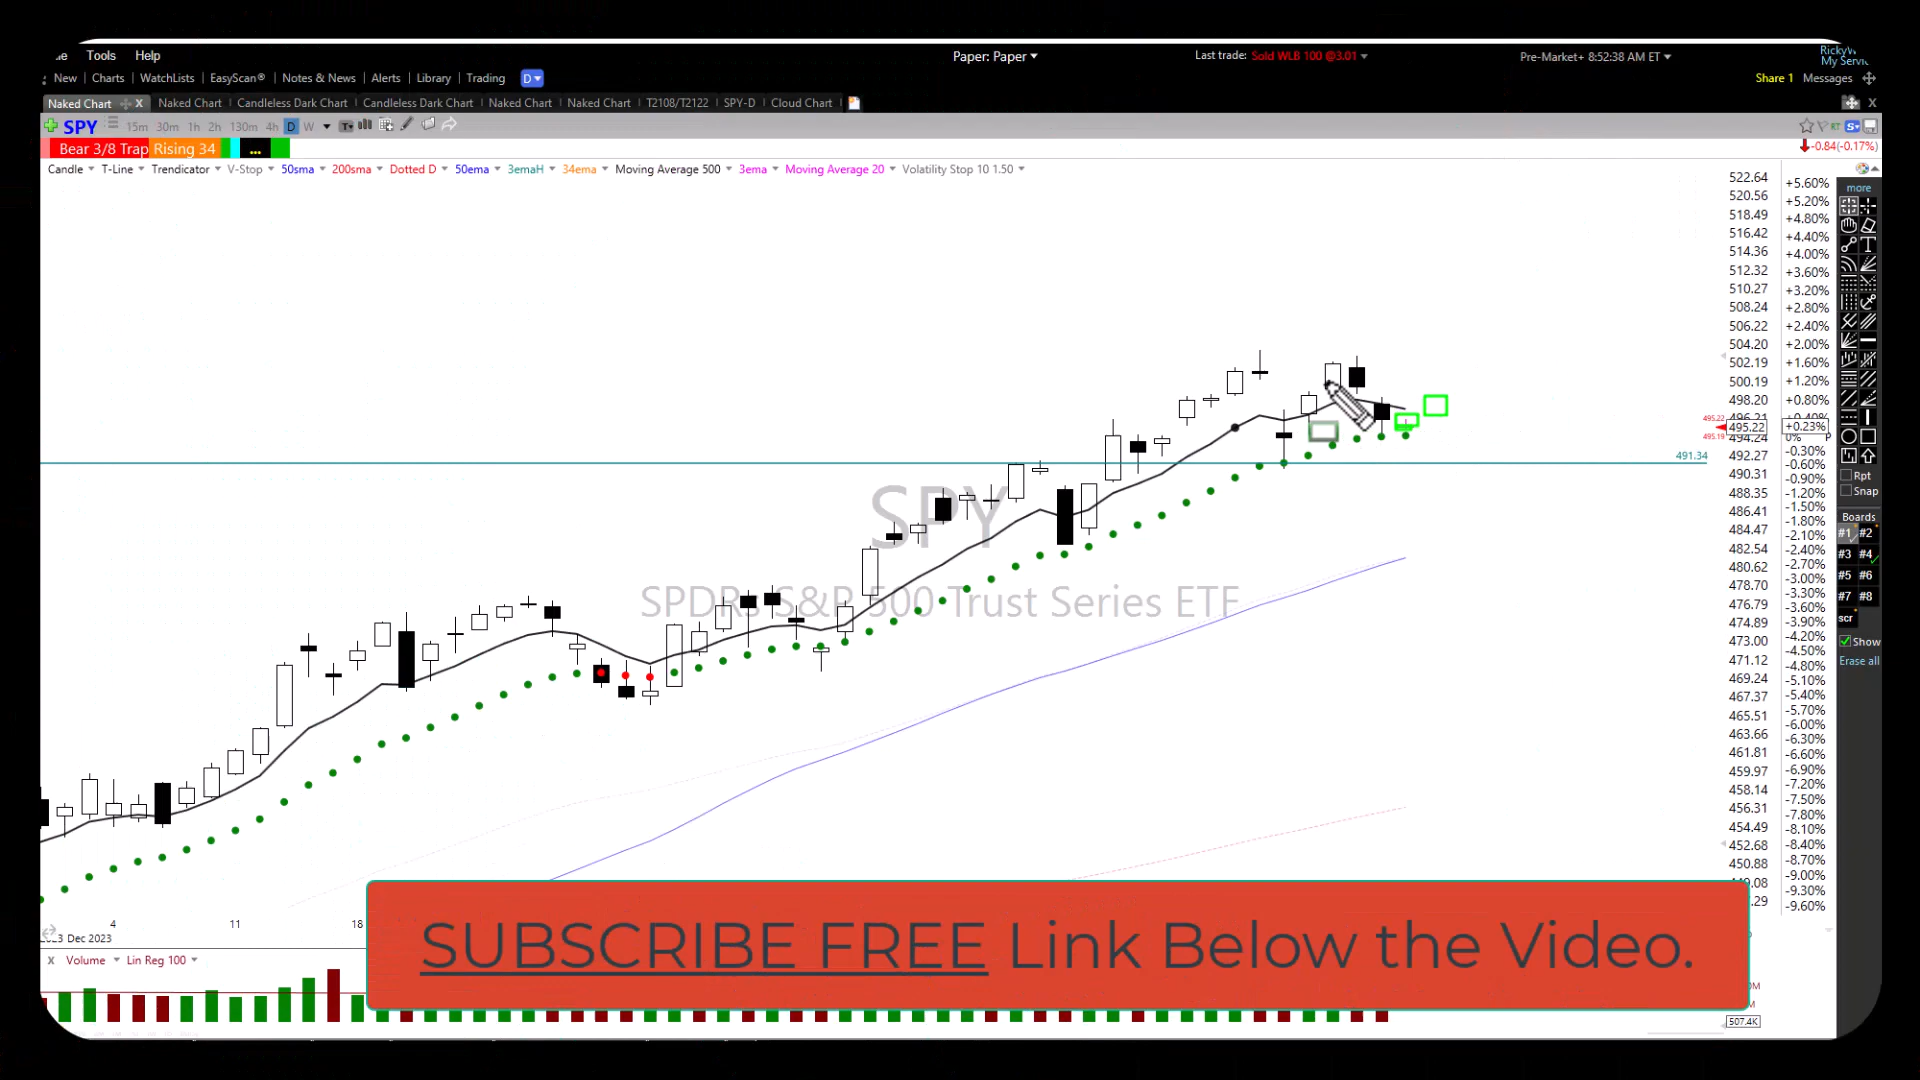 Tools Help
Paper: Paper
Last trade: Sold WLB 100 @3.01
Pre-Market+ 8:52:38 AM ET
New Charts WatchLists EasyScan® Notes & News Alerts Library Trading D
Share 1 Messages
Naked Chart X Naked Chart Candleless Dark Chart Candleless Dark Chart Naked Chart Naked Chart T2108/T2122 SPY-D Cloud Chart
SPY 15m 30m 1h 2h 130m 4h D W
Bear 3/8 Trap Rising 34 ...
-0.84(-0.17%)
Candle T-Line Trendicator V-Stop 50sma 200sma Dotted D 50ema 3emaH 34ema Moving Average 500 3ema Moving Average 20 Volatility Stop 10 1.50
more
522.64 +5.60%
520.56 +5.20%
518.49 +4.80%
516.42 +4.40%
514.36 +4.00%
512.32 +3.60%
510.27 +3.20%
508.24 +2.80%
506.22 +2.40%
504.20 +2.00%
502.19 +1.60%
500.19 +1.20%
498.20 +0.80%
495.22 495.22 +0.23%
495.19 494.24 0%
491.34
492.27 -0.30%
-0.60%
490.31 -0.90%
488.35 -1.20%
-1.50%
486.41 -1.80%
484.47 -2.10%
482.54 -2.40%
480.62 -2.70%
478.70 -3.00%
-3.30%
476.79 -3.60%
474.89 -3.90%
473.00 -4.20%
-4.50%
471.12 -4.80%
469.24 -5.10%
467.37 -5.40%
465.51 -5.70%
-6.00%
463.66 -6.30%
461.81 -6.60%
459.97 -6.90%
458.14 -7.20%
-7.50%
456.31 -7.80%
454.49 -8.10%
452.68 -8.40%
450.88 -8.70%
-9.00%
-9.30%
-9.60%
Rpt
Snap
Boards
#1 #2
#3 #4
#5 #6
#7 #8
scr
Show
Erase all
SPY
SPDRs S&P 500 Trust Series ETF
4 11 18
Dec 2023
X Volume Lin Reg 100
SUBSCRIBE FREE Link Below the Video.
507.4K